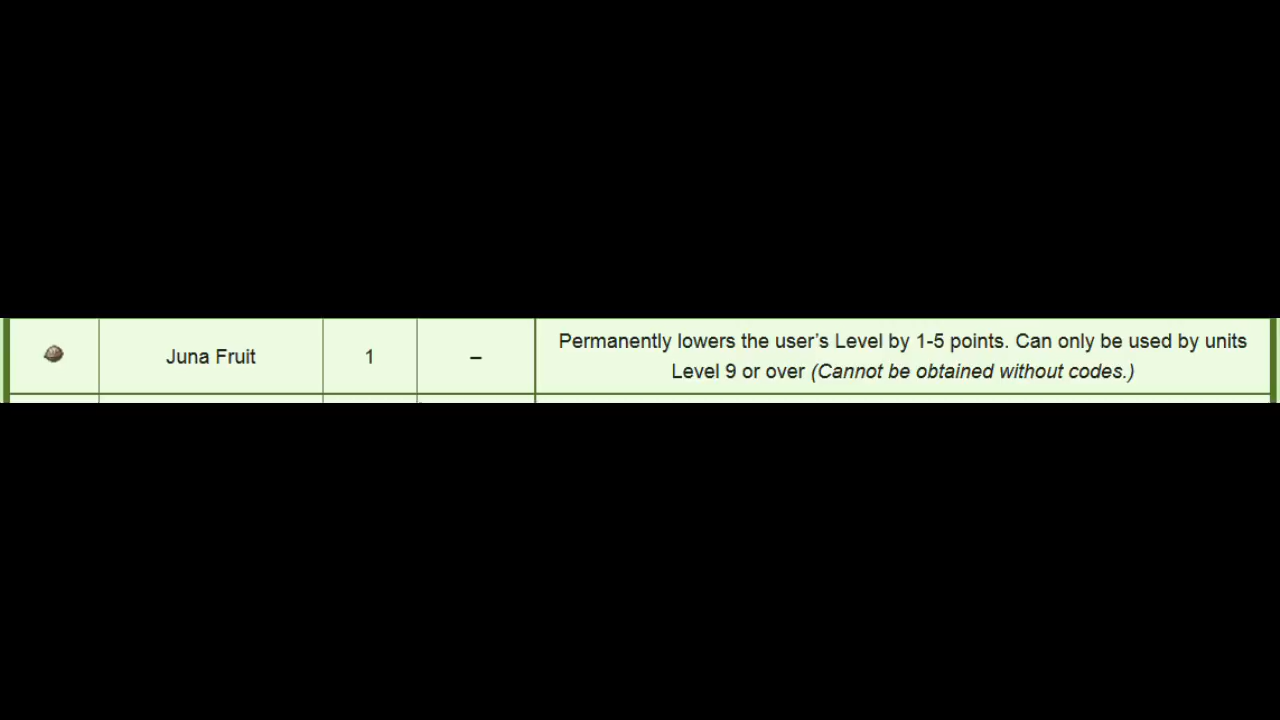 Juna Fruit 1 – Permanently lowers the user’s Level by 1-5 points. Can only be used by units
Level 9 or over (Cannot be obtained without codes.)